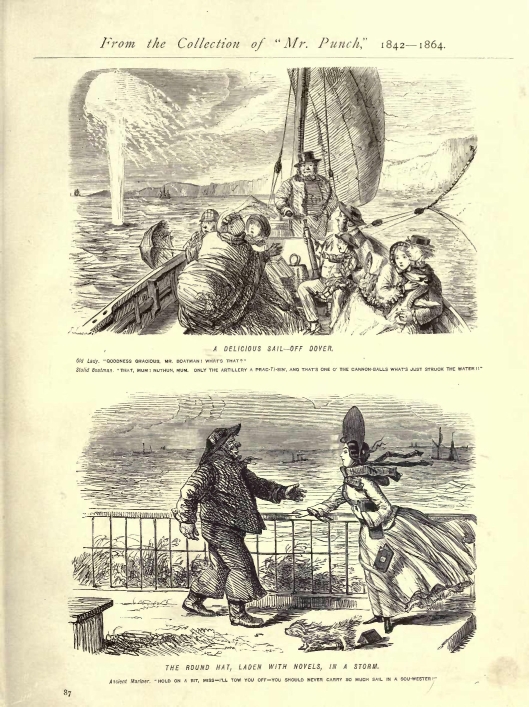 From the Collection of "Mr. Punch," 1842—1864.
A DELICIOUS SAIL—OFF DOVER.
Old Lady. "GOODNESS GRACIOUS, MR. BOATMAN! WHAT'S THAT?"
Stolid Boatman. "THAT, MUM! NUTHUN, MUM. ONLY THE ARTILLERY A PRAC-TI-SIN', AND THAT'S ONE O' THE CANNON-BALLS WHAT'S JUST STRUCK THE WATER!!"
THE ROUND HAT, LADEN WITH NOVELS, IN A STORM.
Ancient Mariner. "HOLD ON A BIT, MISS—I'LL TOW YOU OFF—YOU SHOULD NEVER CARRY SO MUCH SAIL IN A SOU-WESTER!"
87